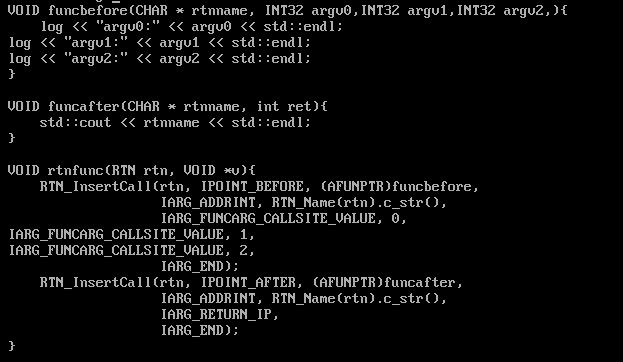 VOID funcbefore(CHAR * rtnname, INT32 argv0,INT32 argv1,INT32 argv2,){
    log << "argv0:" << argv0 << std::endl;
log << "argv1:" << argv1 << std::endl;
log << "argv2:" << argv2 << std::endl;
}

VOID funcafter(CHAR * rtnname, int ret){
    std::cout << rtnname << std::endl;
}

VOID rtnfunc(RTN rtn, VOID *v){
    RTN_InsertCall(rtn, IPOINT_BEFORE, (AFUNPTR)funcbefore,
                   IARG_ADDRINT, RTN_Name(rtn).c_str(),
                   IARG_FUNCARG_CALLSITE_VALUE, 0,
IARG_FUNCARG_CALLSITE_VALUE, 1,
IARG_FUNCARG_CALLSITE_VALUE, 2,
                   IARG_END);
    RTN_InsertCall(rtn, IPOINT_AFTER, (AFUNPTR)funcafter,
                   IARG_ADDRINT, RTN_Name(rtn).c_str(),
                   IARG_RETURN_IP,
                   IARG_END);
}